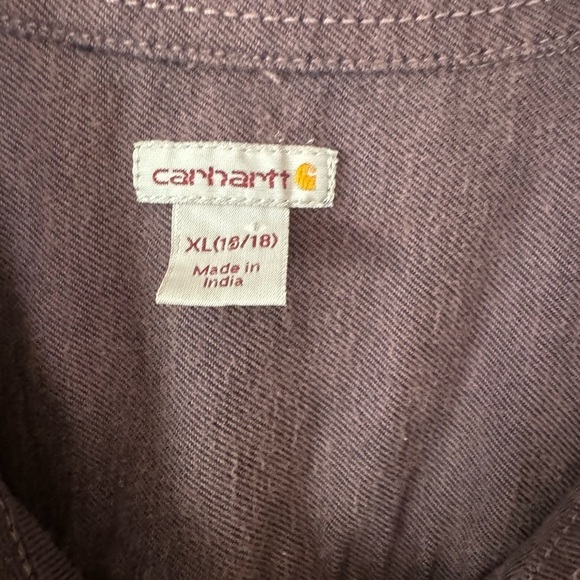 carhartt
XL(16/18)
Made in
India